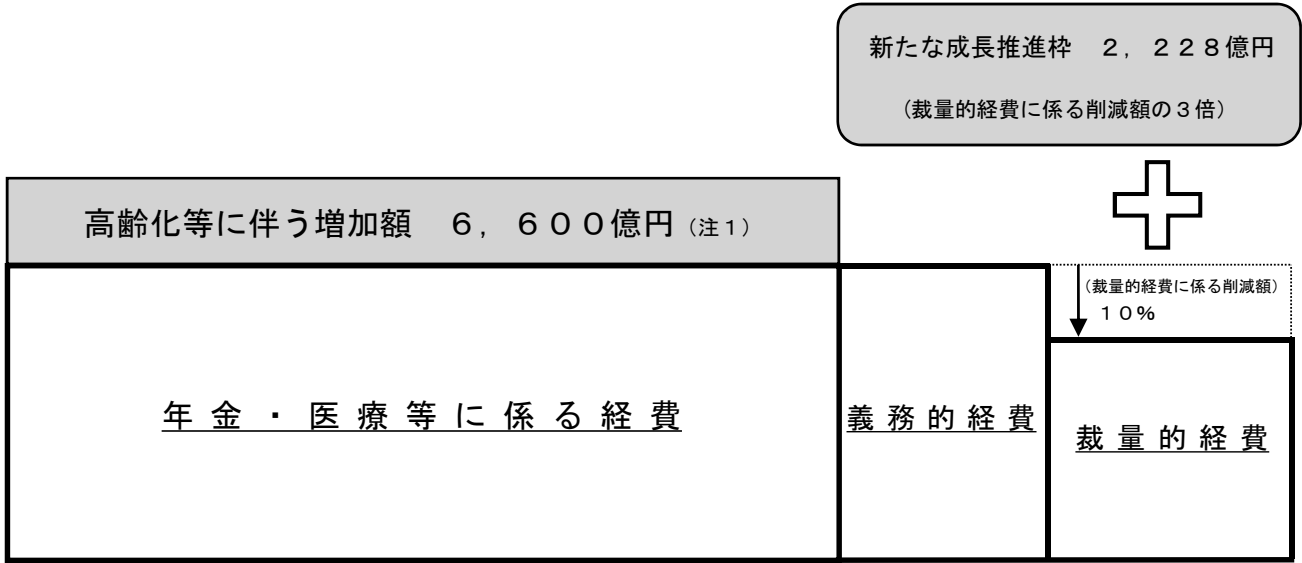 新たな成長推進枠　２，２２８億円
（裁量的経費に係る削減額の３倍）
高齢化等に伴う増加額　６，６００億円（注１）
（裁量的経費に係る削減額）
１０％
年金・医療等に係る経費
義務的経費
裁量的経費